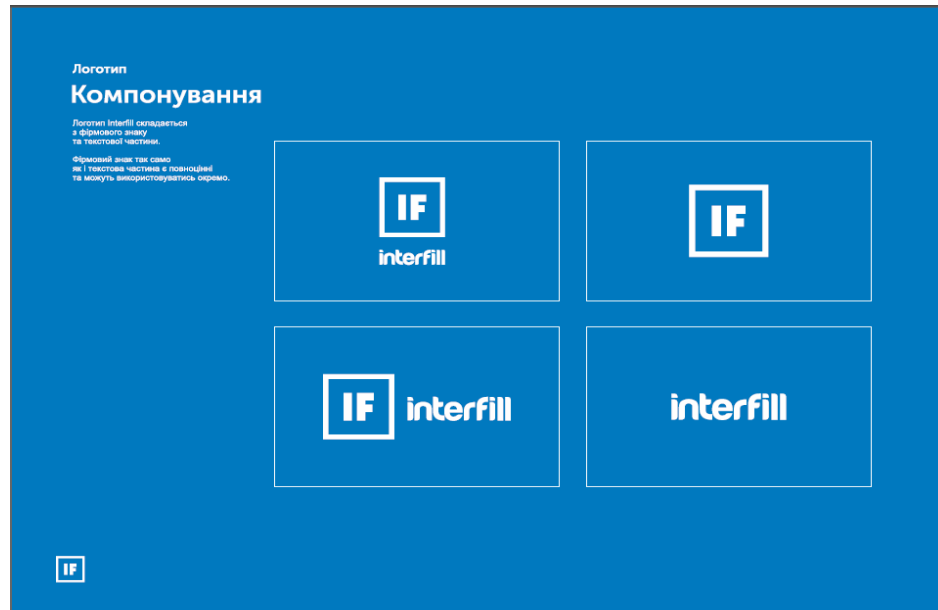 Логотип
Компонування
Логотип Interfill складається
з фірмового знаку
та текстової частини.
Фірмовий знак так само
як і текстова частина є повноцінні
та можуть використовуватись окремо.
IF
interfill
IF
IF interfill
interfill
IF